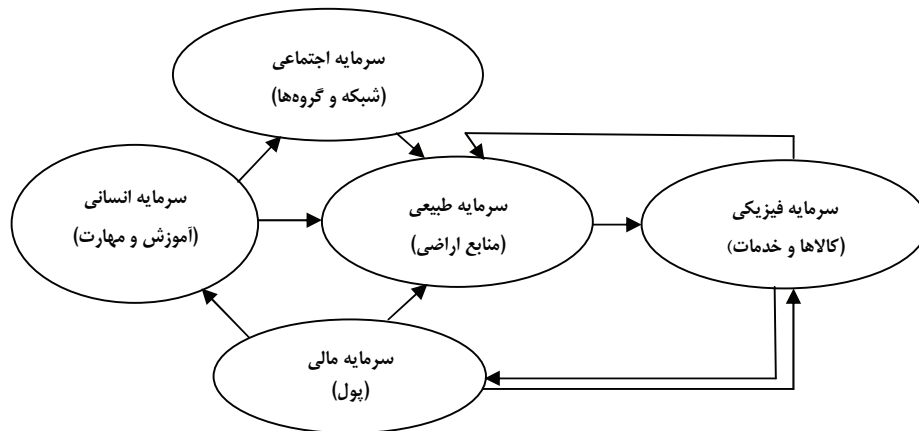 سرمایه اجتماعی
(شبکه و گروه‌ها)
سرمایه فیزیکی
(کالاها و خدمات)
سرمایه طبیعی
(منابع اراضی)
سرمایه انسانی
(آموزش و مهارت)
سرمایه مالی
(پول)